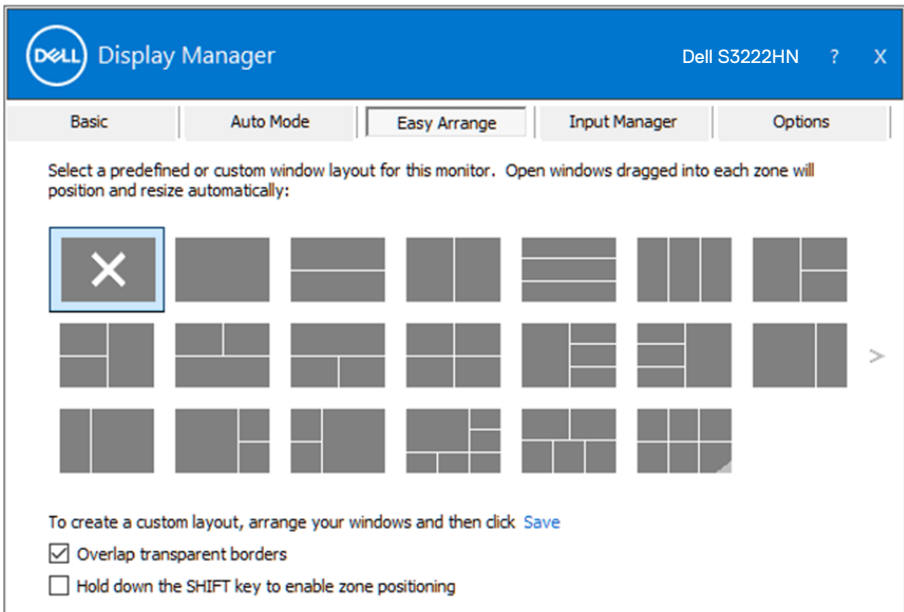 DELL Display Manager Dell S3222HN ? X
Basic Auto Mode Easy Arrange Input Manager Options
Select a predefined or custom window layout for this monitor. Open windows dragged into each zone will
position and resize automatically:
>
To create a custom layout, arrange your windows and then click Save
Overlap transparent borders
Hold down the SHIFT key to enable zone positioning